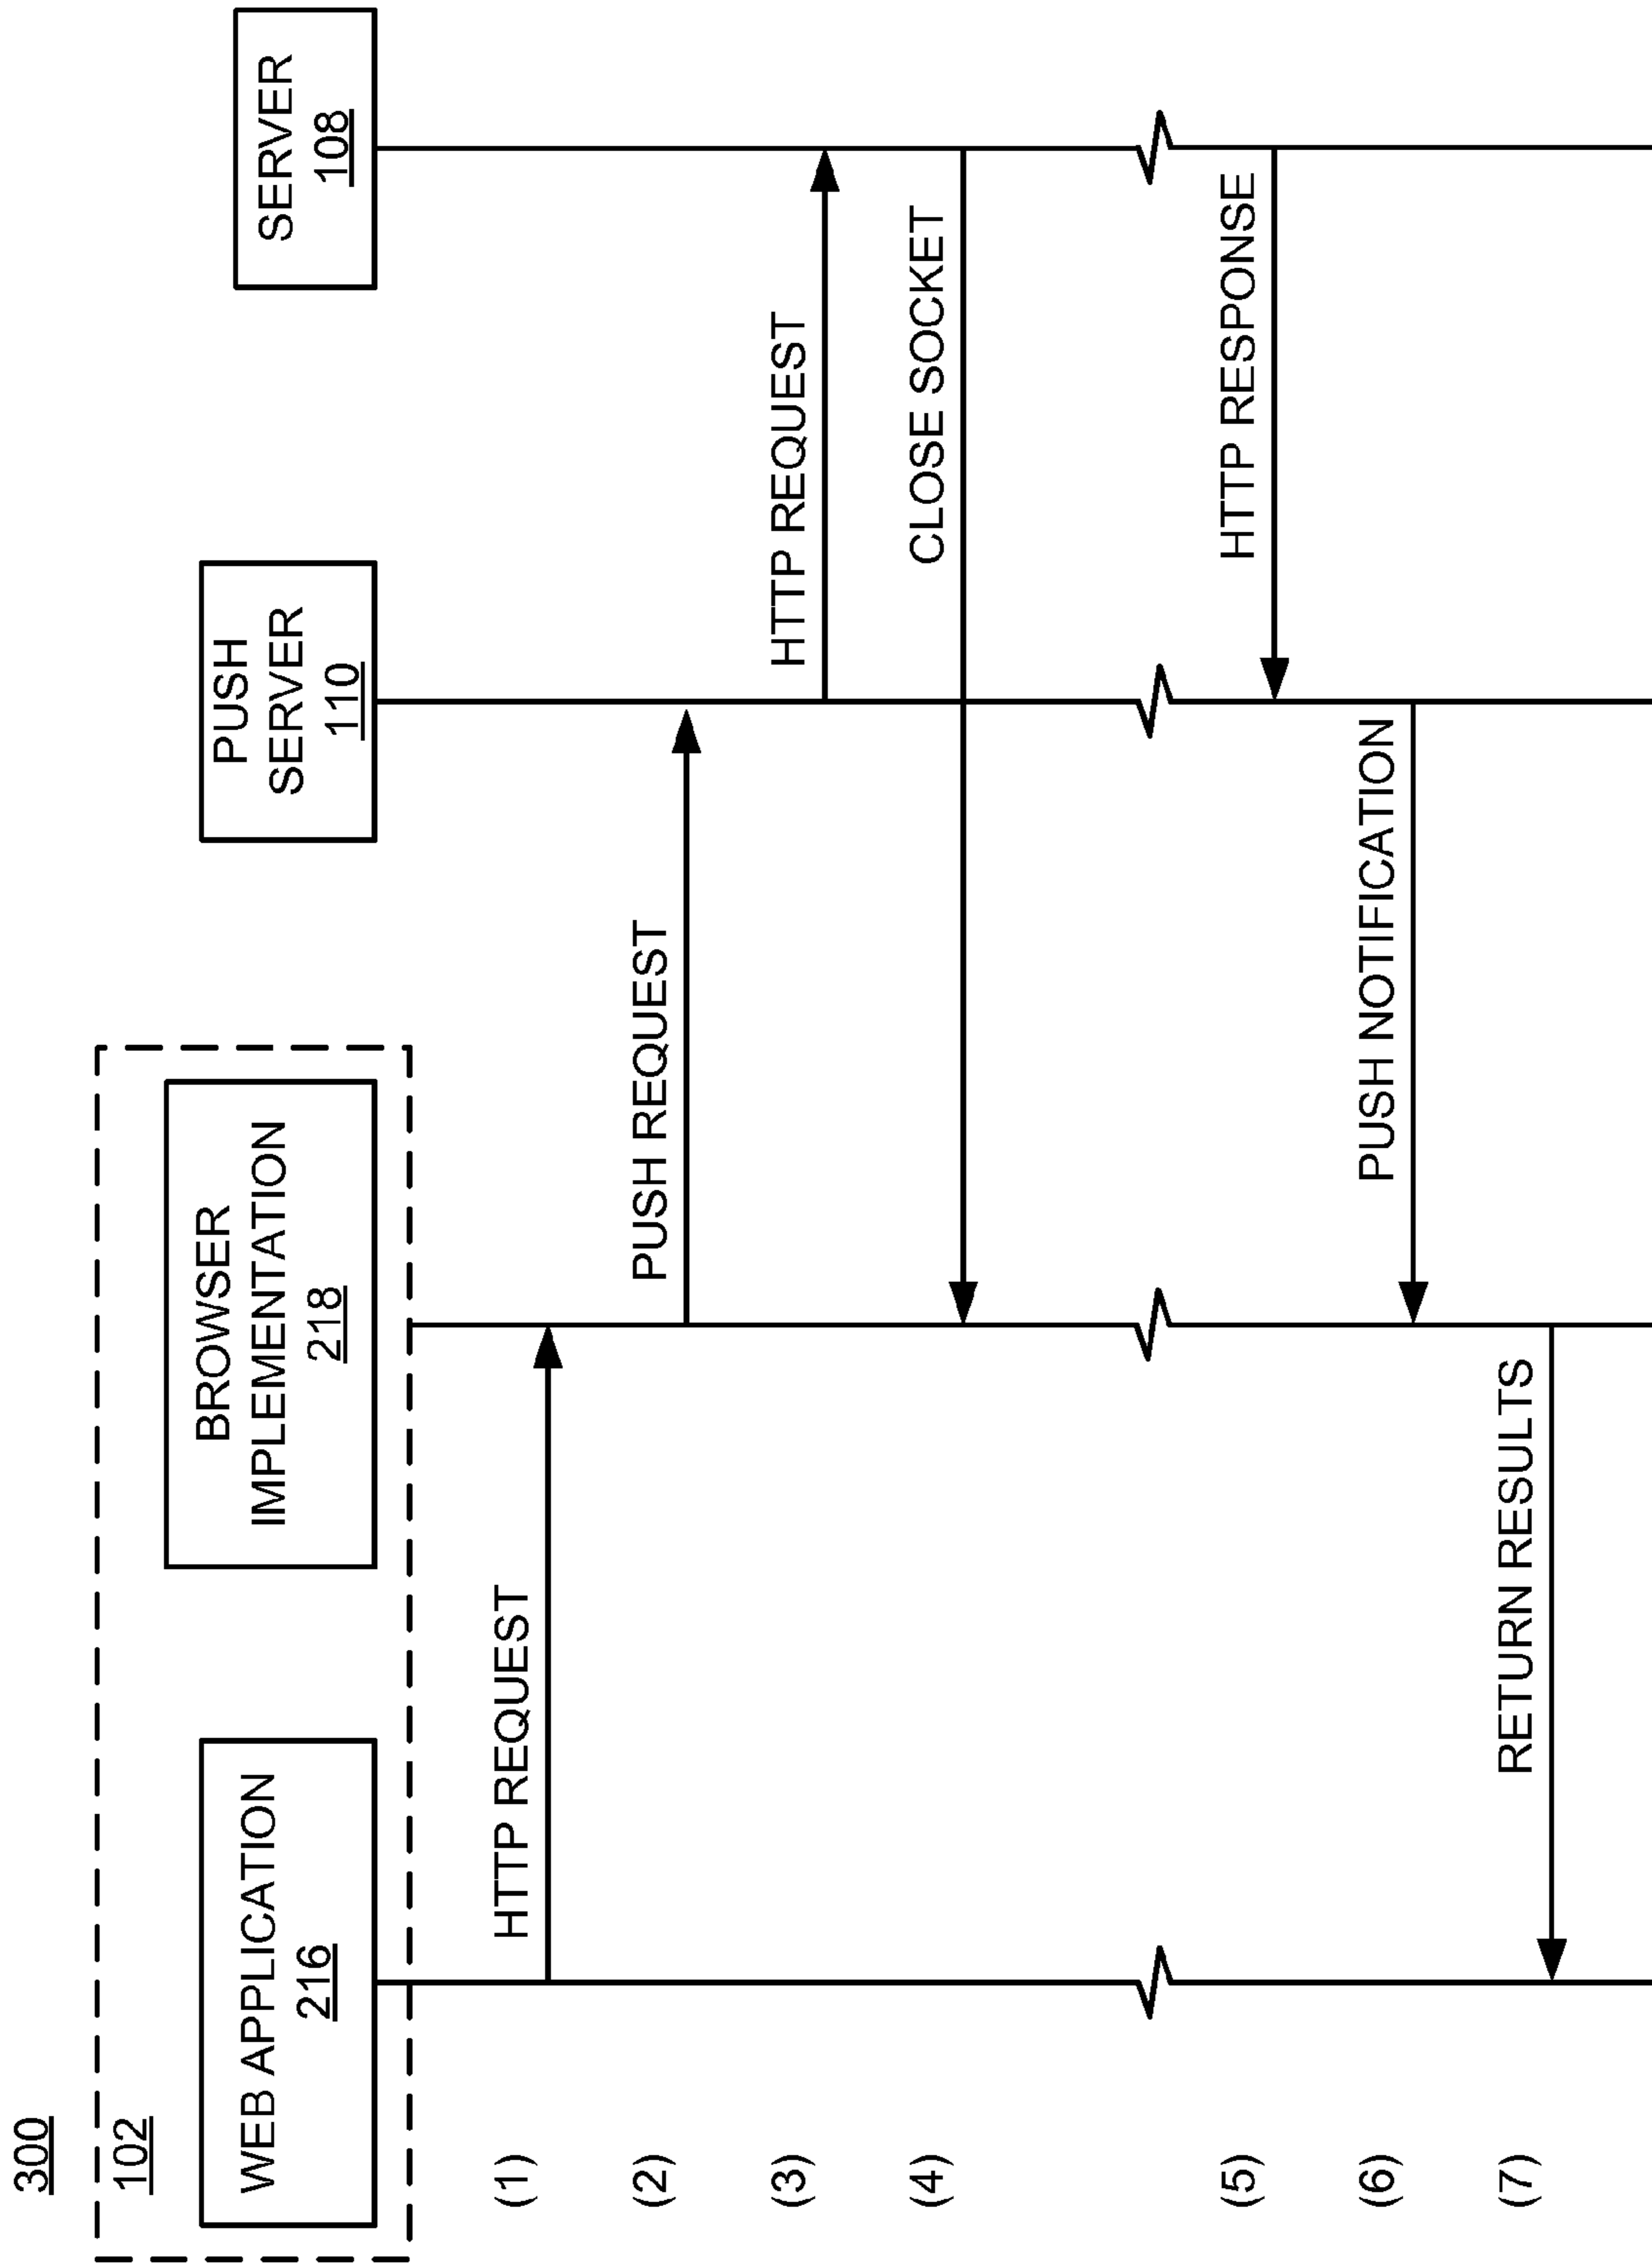 300
102
WEB APPLICATION
216
BROWSER
IMPLEMENTATION
218
PUSH
SERVER
110
SERVER
108
(1)
HTTP REQUEST
(2)
PUSH REQUEST
(3)
HTTP REQUEST
(4)
CLOSE SOCKET
(5)
HTTP RESPONSE
(6)
PUSH NOTIFICATION
(7)
RETURN RESULTS